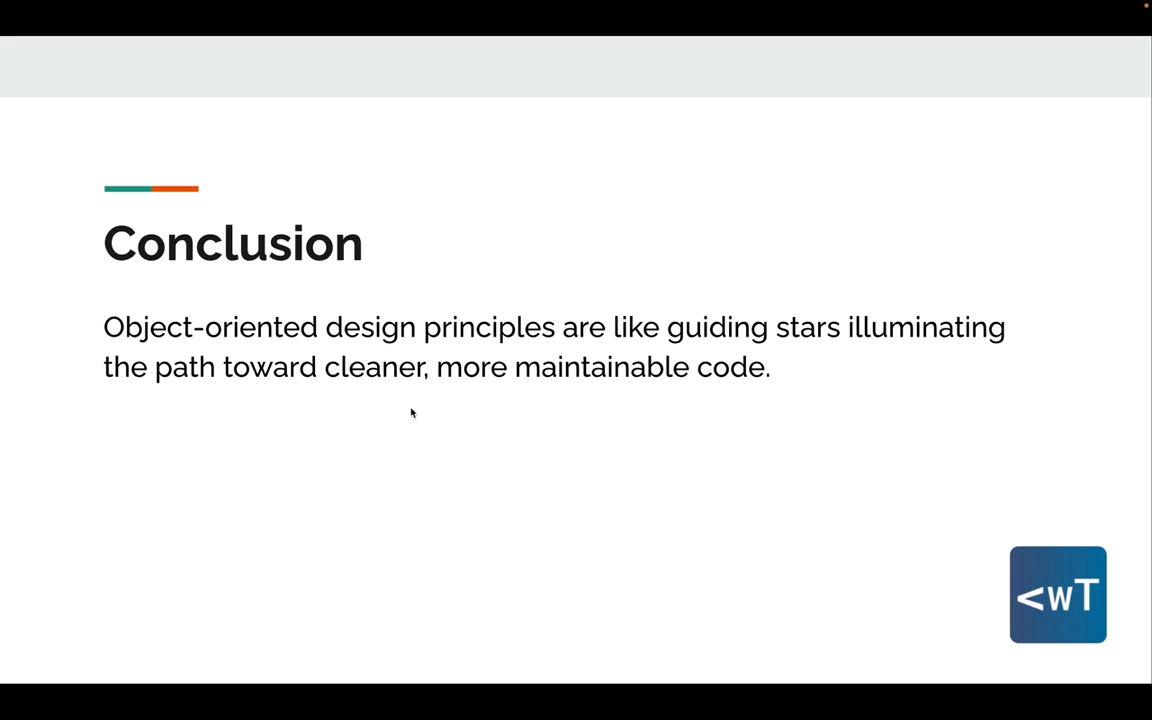 Conclusion
Object-oriented design principles are like guiding stars illuminating
the path toward cleaner, more maintainable code.
<wT